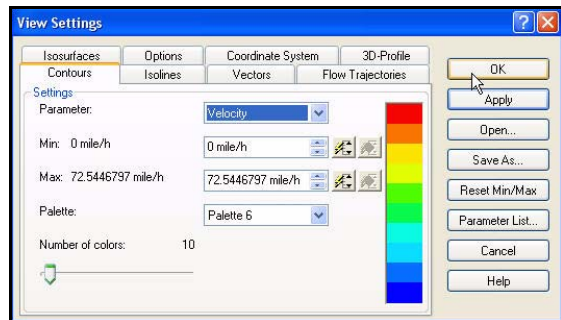 View Settings
Isosurfaces Options Coordinate System 3D-Profile
Contours Isolines Vectors Flow Trajectories
Settings
Parameter: Velocity
Min: 0 mile/h 0 mile/h
Max: 72.5446797 mile/h 72.5446797 mile/h
Palette: Palette 6
Number of colors: 10
OK
Apply
Open...
Save As...
Reset Min/Max
Parameter List...
Cancel
Help